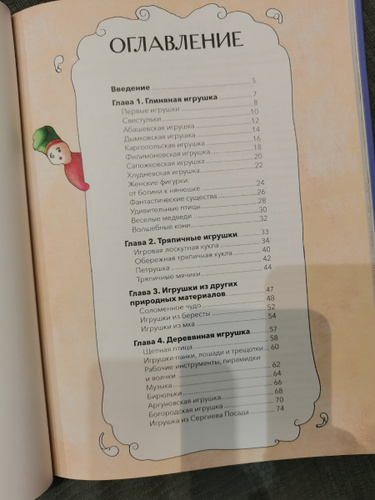 ОГЛАВЛЕНИЕ
Введение 5
Глава 1. Глиняная игрушка 7
Первые игрушки 8
Свистульки 10
Абашевская игрушка 12
Дымковская игрушка 14
Каргопольская игрушка 16
Филимоновская игрушка 18
Сапожковская игрушка 20
Хлудневская игрушка 22
Женские фигурки:
от богини к нянюшке 24
Фантастические существа 26
Удивительные птицы 28
Веселые медведи 30
Волшебные кони 32
Глава 2. Тряпичные игрушки 33
Игровая лоскутная кукла 34
Обережная тряпичная кукла 40
Петрушка 42
Тряпичные мячики 44
Глава 3. Игрушки из других
природных материалов 47
Соломенное чудо 48
Игрушки из бересты 52
Игрушки из мха 54
Глава 4. Деревянная игрушка 57
Щепная птица 58
Игрушки панки, лошади и трещотки 60
Рабочие инструменты, пирамидки
и волчки 62
Музыка 64
Бирюльки 66
Аргуновская игрушка 68
Богородская игрушка 70
Игрушка из Сергиева Посада 74